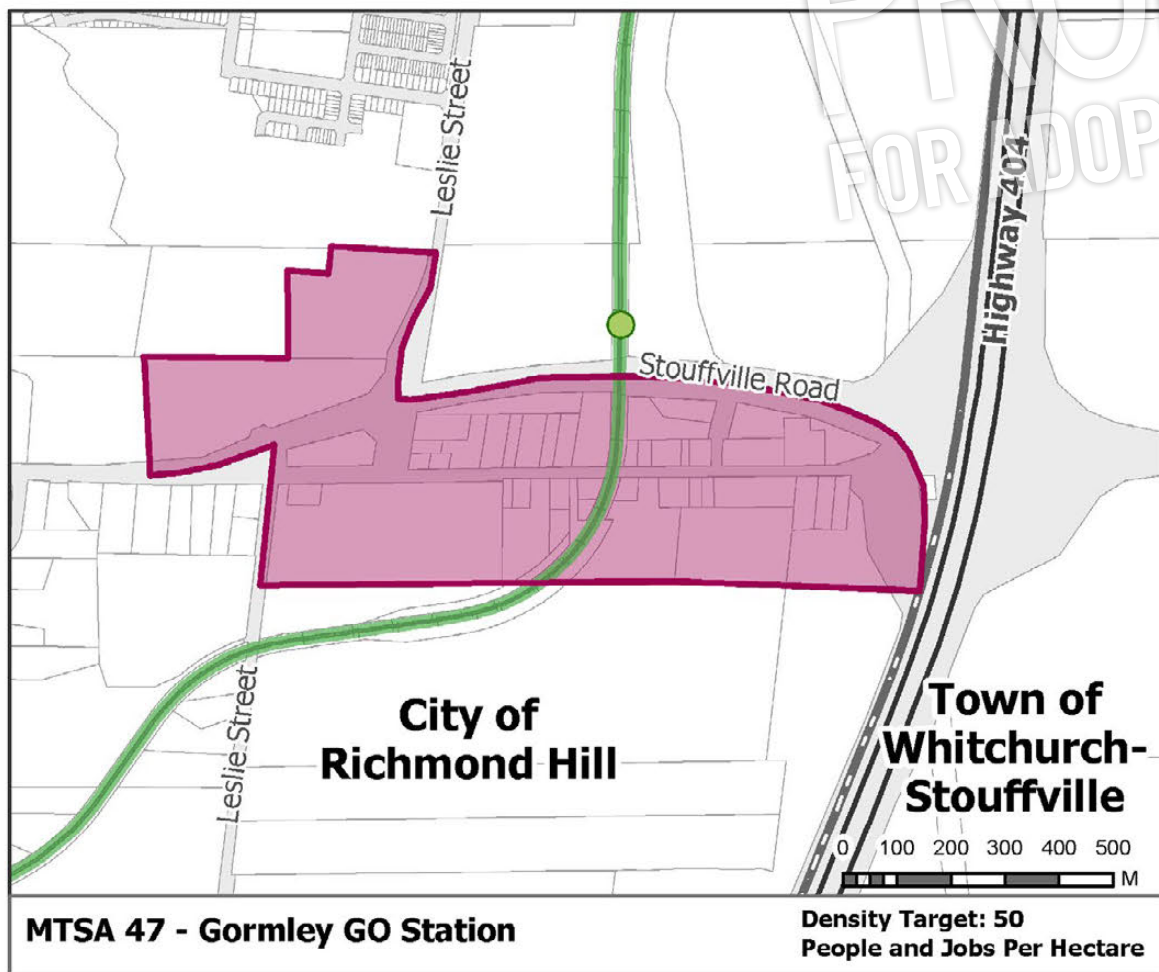 Leslie Street
FOR ADOP
Highway 404
Stouffville Road
Leslie Street
City of
Richmond Hill
Town of
Whitchurch-
Stouffville
0 100 200 300 400 500
M
MTSA 47 - Gormley GO Station
Density Target: 50
People and Jobs Per Hectare